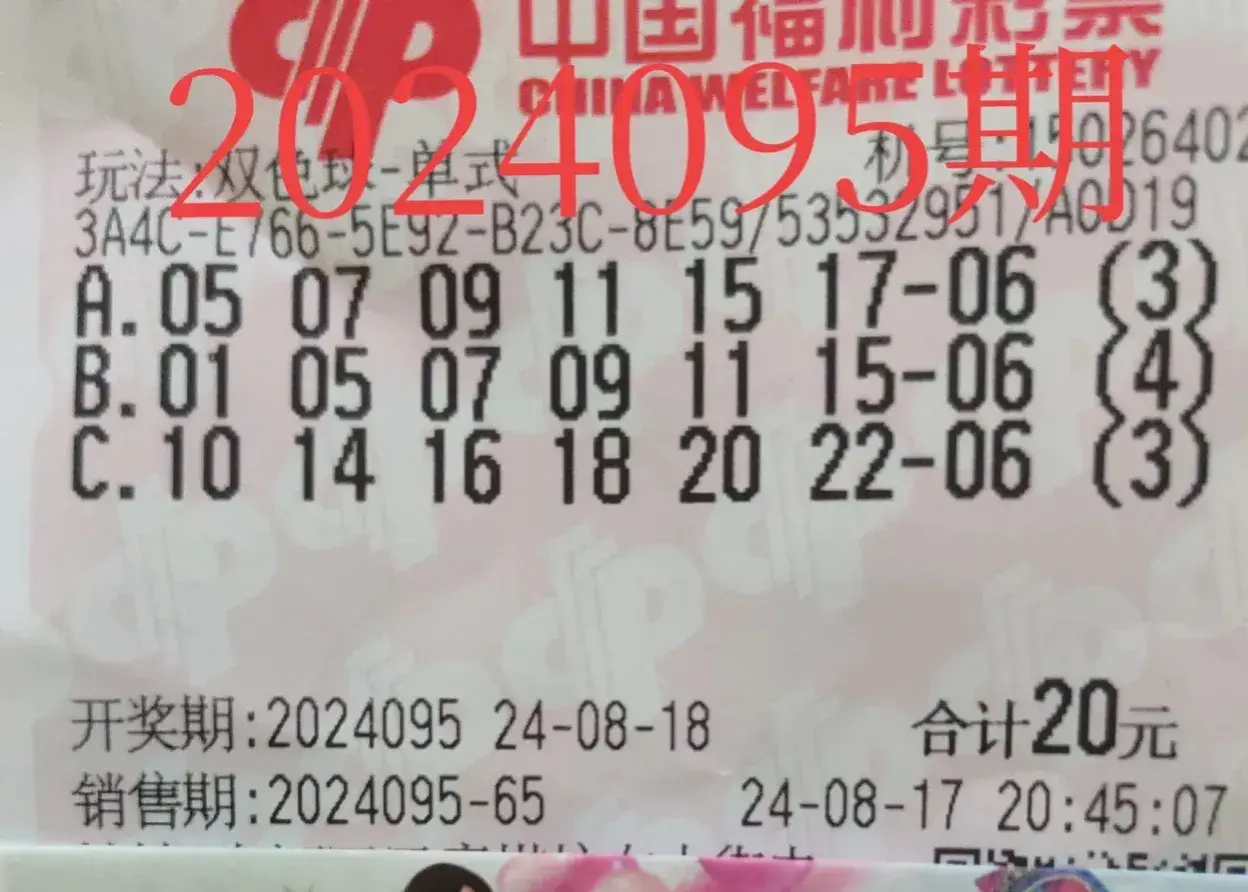 中国福利彩票
CHINA WELFARE LOTTERY
2024095期
玩法:双色球-单式
3A4C-E766-5E92-B23C-8E59/53532951/A0D19
A.05 07 09 11 15 17-06 (3)
B.01 05 07 09 11 15-06 (4)
C.10 14 16 18 20 22-06 (3)
开奖期:2024095 24-08-18 合计20元
销售期:2024095-65 24-08-17 20:45:07